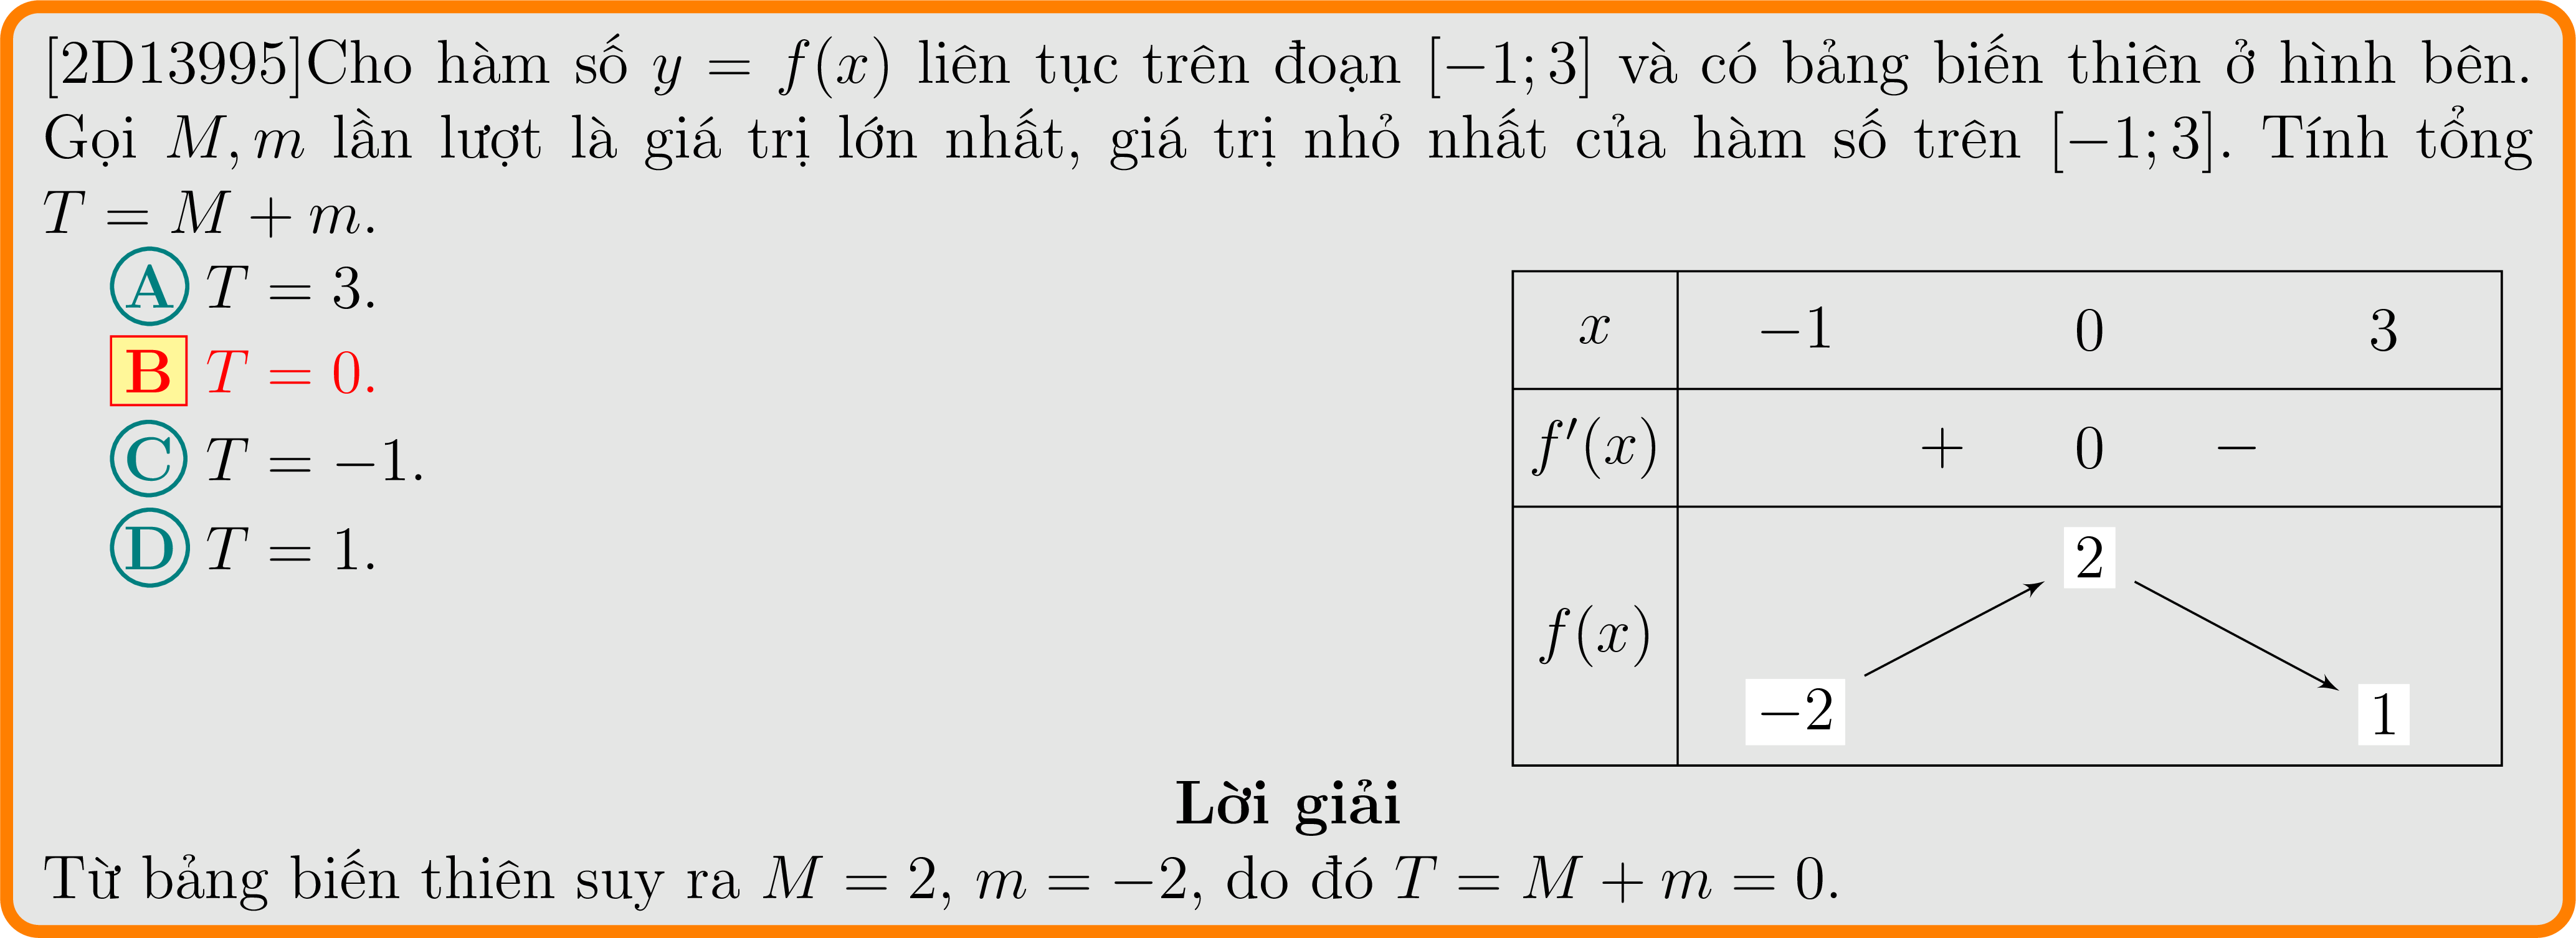 [2D13995]Cho hàm số y = f(x) liên tục trên đoạn [−1; 3] và có bảng biến thiên ở hình bên.
Gọi M, m lần lượt là giá trị lớn nhất, giá trị nhỏ nhất của hàm số trên [−1; 3]. Tính tổng
T = M + m.
A T = 3.
B T = 0.
C T = −1.
D T = 1.
x −1 0 3
f′(x) + 0 −
f(x) −2 2 1
Lời giải
Từ bảng biến thiên suy ra M = 2, m = −2, do đó T = M + m = 0.